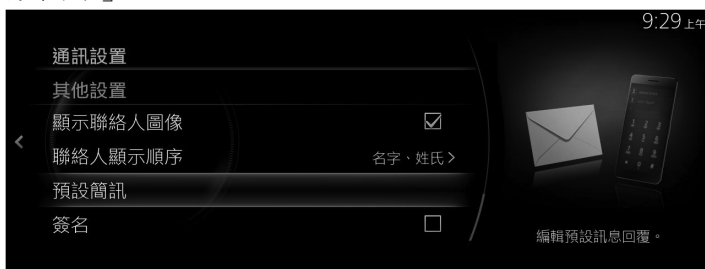 9:29 上午
通訊設置
其他設置
顯示聯絡人圖像
聯絡人顯示順序 名字、姓氏 >
預設簡訊
簽名
編輯預設訊息回覆。